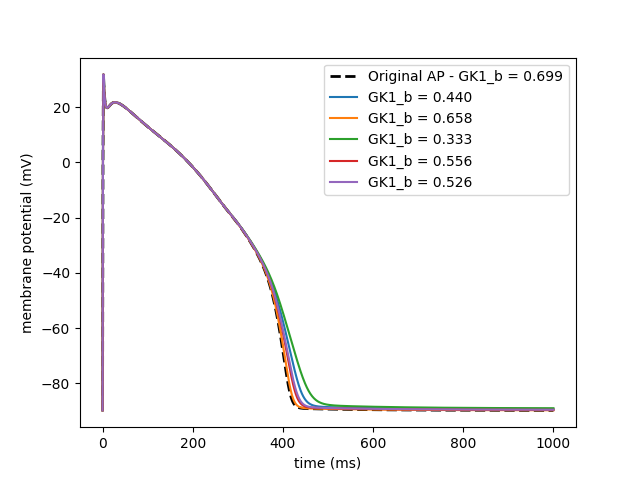 Original AP - GK1_b = 0.699
GK1_b = 0.440
GK1_b = 0.658
GK1_b = 0.333
GK1_b = 0.556
GK1_b = 0.526
20
0
−20
−40
−60
−80
membrane potential (mV)
0 200 400 600 800 1000
time (ms)